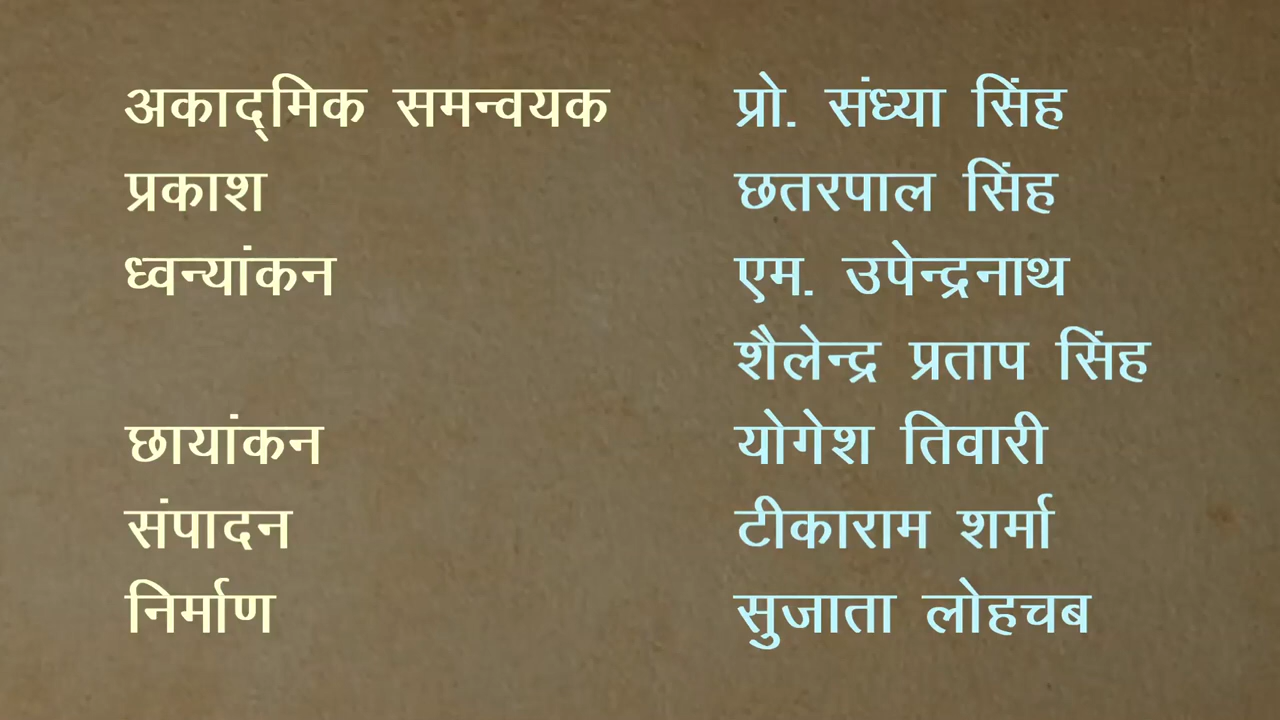 अकाद्‌मिक समन्वयक प्रो. संध्या सिंह
प्रकाश छतरपाल सिंह
ध्वन्यांकन एम. उपेन्द्रनाथ
शैलेन्द्र प्रताप सिंह
छायांकन योगेश तिवारी
संपादन टीकाराम शर्मा
निर्माण सुजाता लोहचब